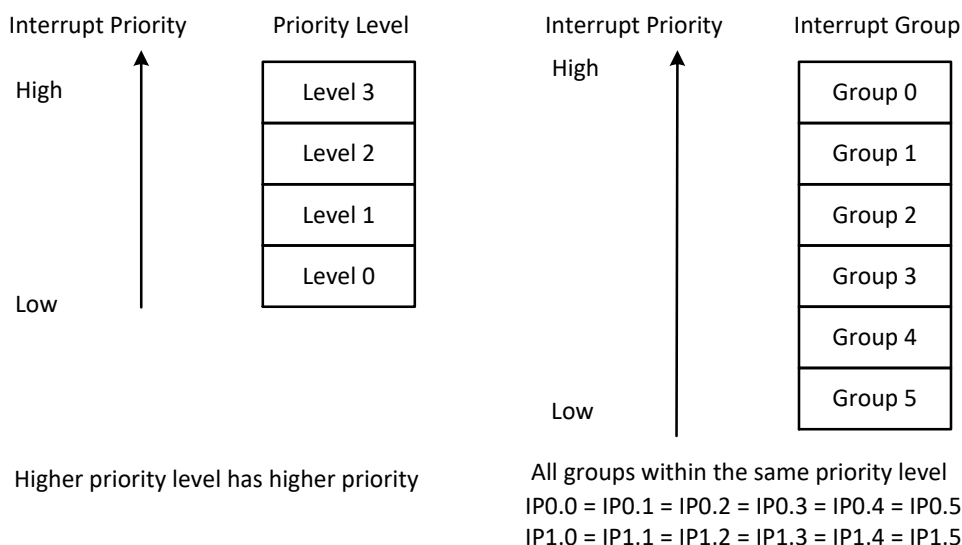 Interrupt Priority
Priority Level
High
Level 3
Level 2
Level 1
Level 0
Low
Higher priority level has higher priority
Interrupt Priority
Interrupt Group
High
Group 0
Group 1
Group 2
Group 3
Group 4
Group 5
Low
All groups within the same priority level
IP0.0 = IP0.1 = IP0.2 = IP0.3 = IP0.4 = IP0.5
IP1.0 = IP1.1 = IP1.2 = IP1.3 = IP1.4 = IP1.5